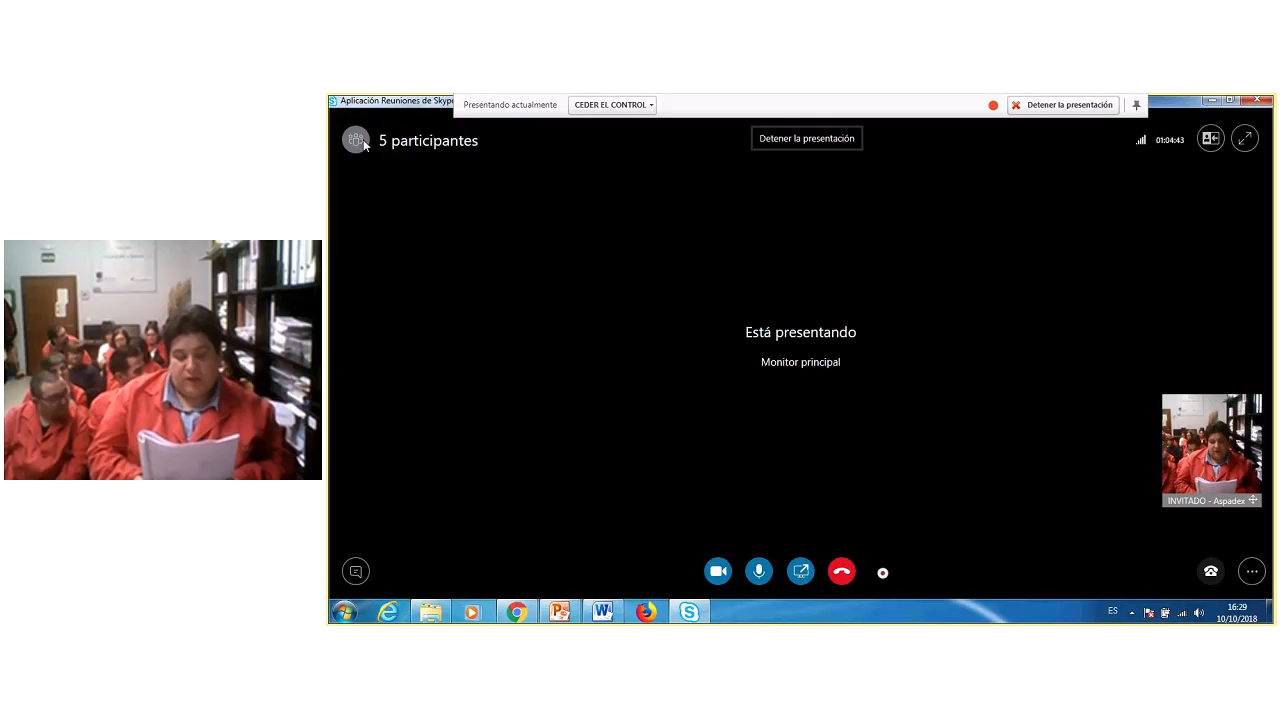 Aplicación Reuniones de Skype
Presentando actualmente
CEDER EL CONTROL
Detener la presentación
5 participantes
Detener la presentación
01:04:43
Está presentando
Monitor principal
INVITADO - Aspadex
ES
16:29
10/10/2018